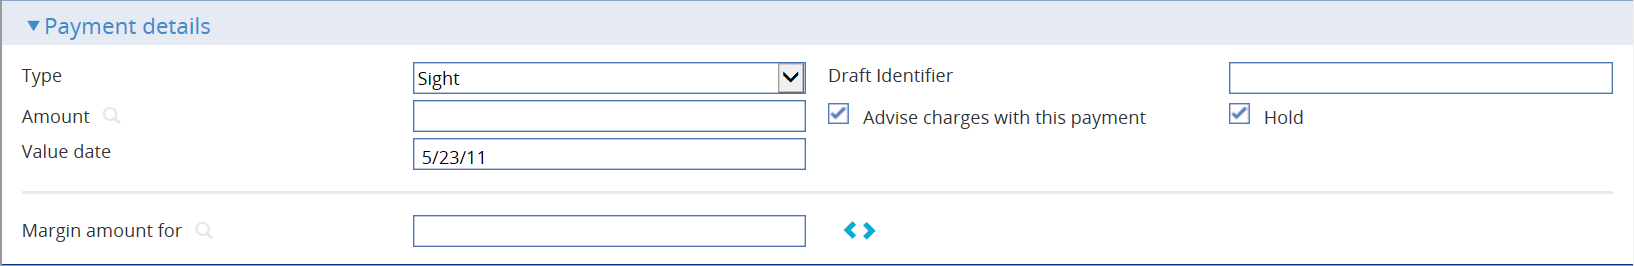 Payment details
Type Sight Draft Identifier
Amount Advise charges with this payment Hold
Value date 5/23/11
Margin amount for